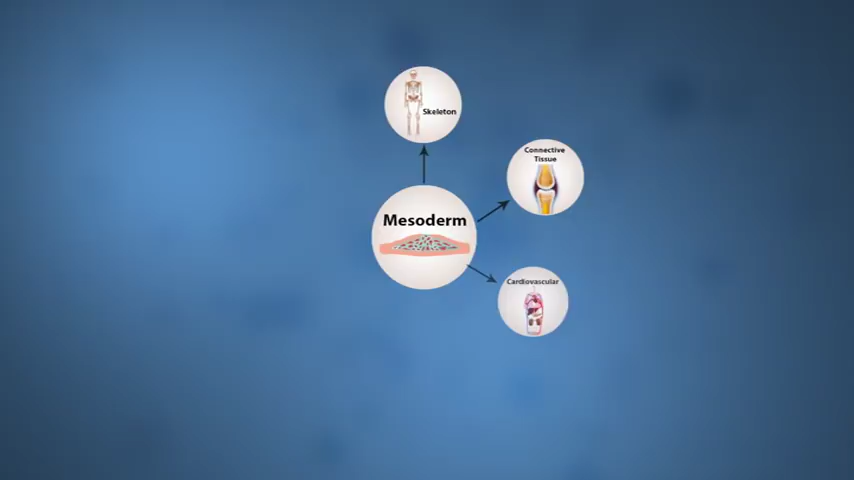 Skeleton
Connective
Tissue
Mesoderm
Cardiovascular